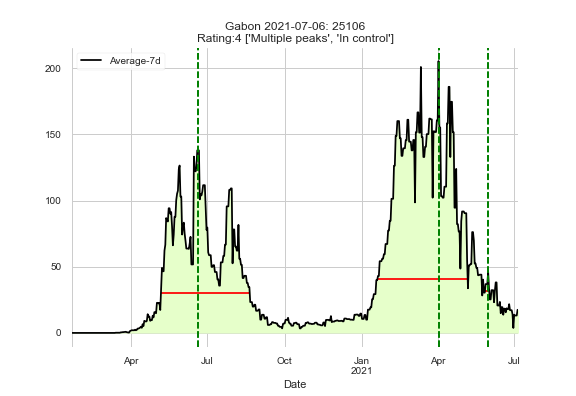 Gabon 2021-07-06: 25106
Rating:4 ['Multiple peaks', 'In control']
Average-7d
200
150
100
50
0
Apr Jul Oct Jan Apr Jul
2021
Date